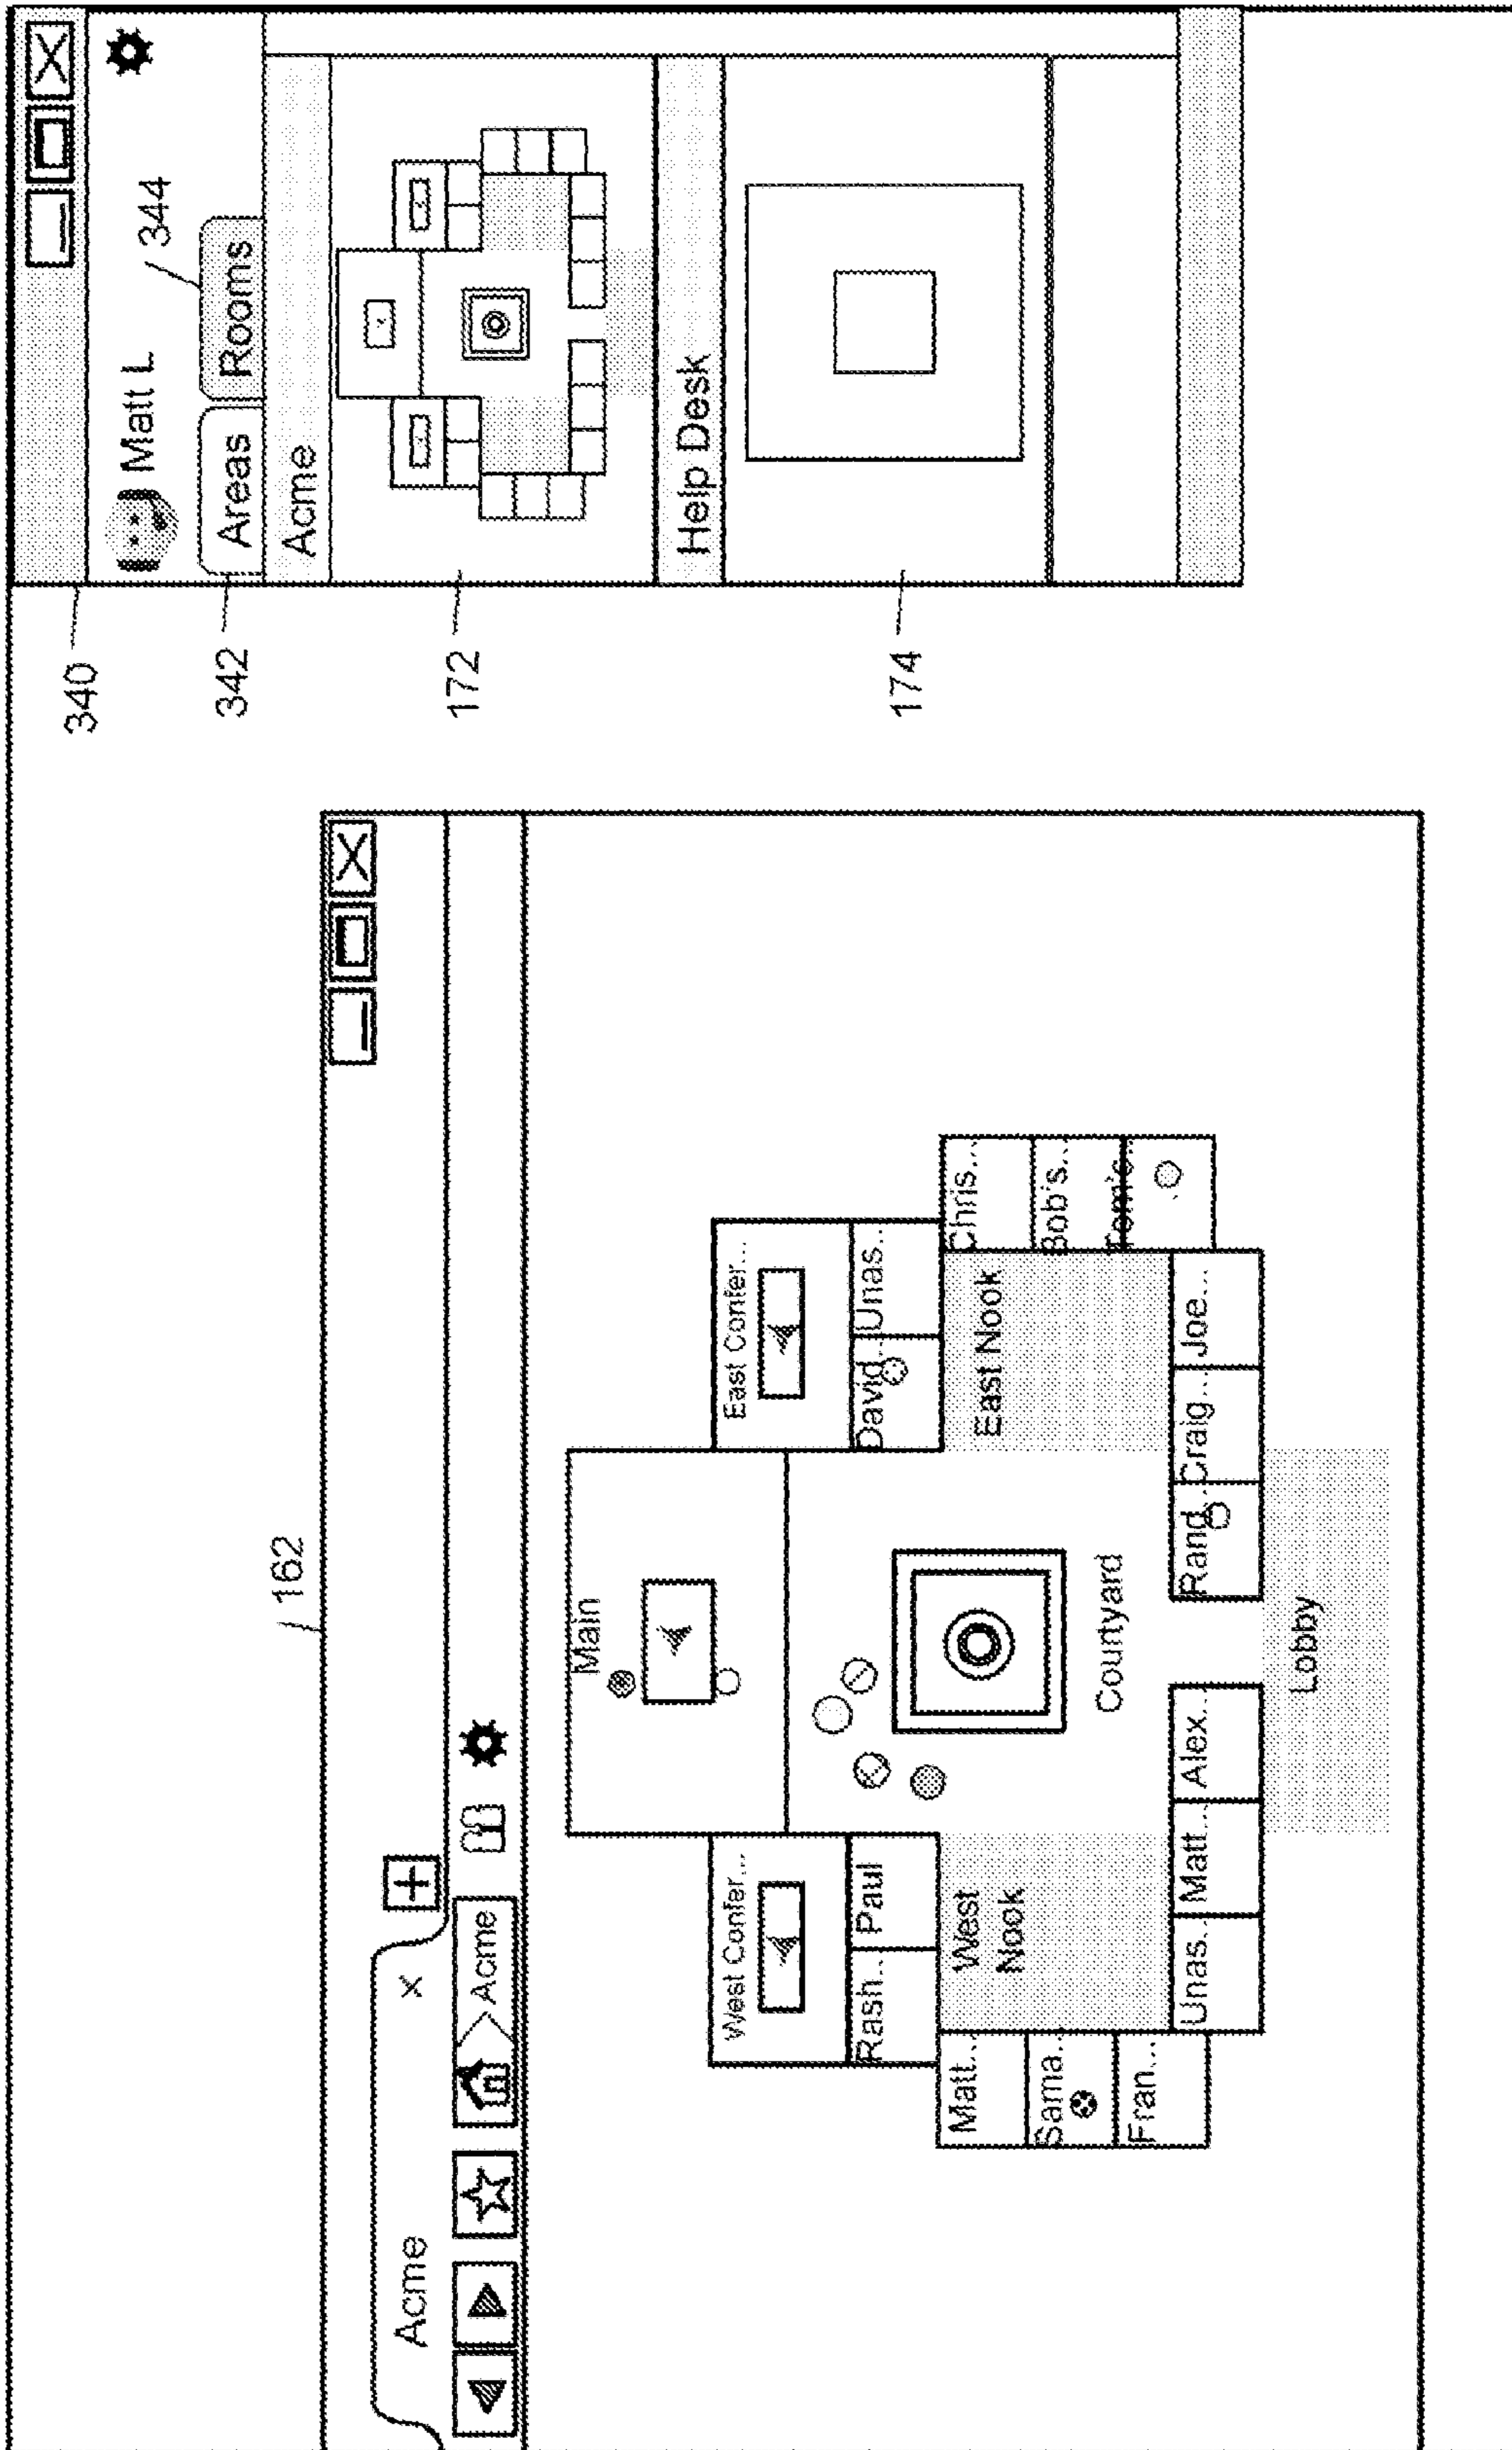 162
Acme
×
Acme
Main
West Confer...
East Confer...
Rash...
Paul
David...
Unas...
Matt...
Sama...
Fran...
West
Nook
East Nook
Chris...
Bob's...
Tom's...
Courtyard
Unas...
Matt...
Alex...
Rand...
Craig...
Joe...
Lobby
340
Matt L
344
342
Areas
Rooms
Acme
172
Help Desk
174